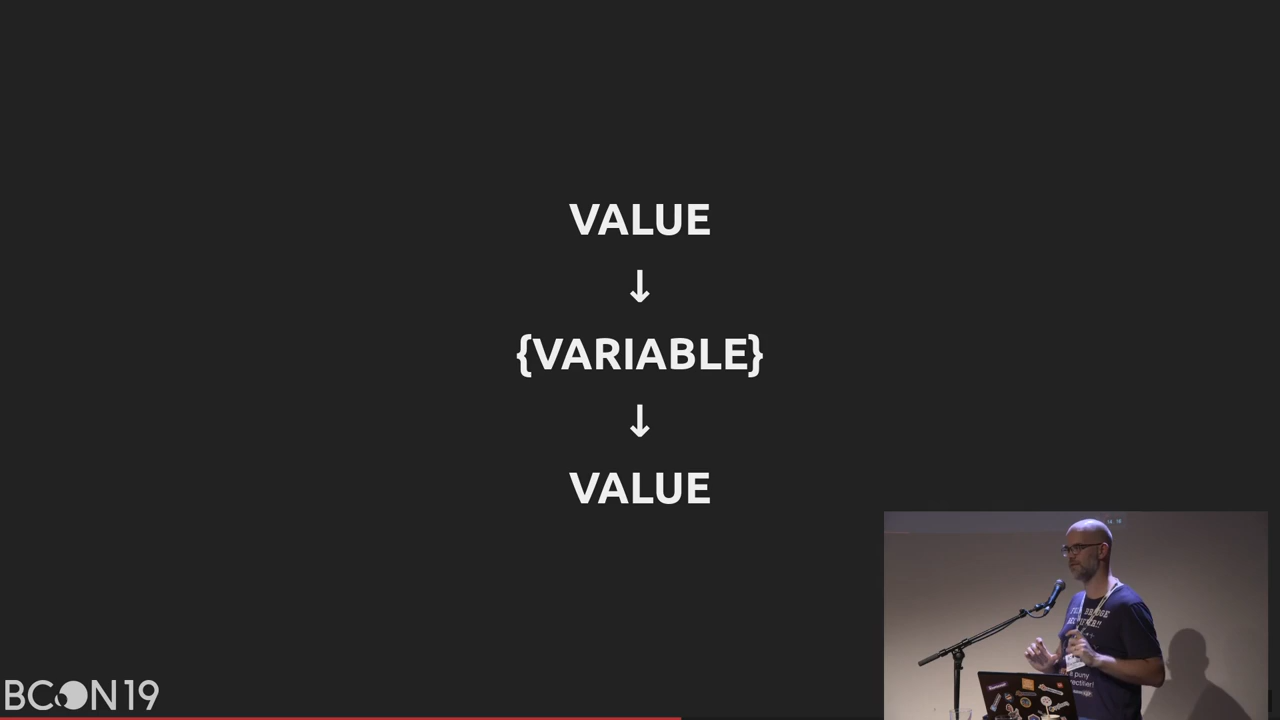 VALUE
↓
{VARIABLE}
↓
VALUE
BCON19